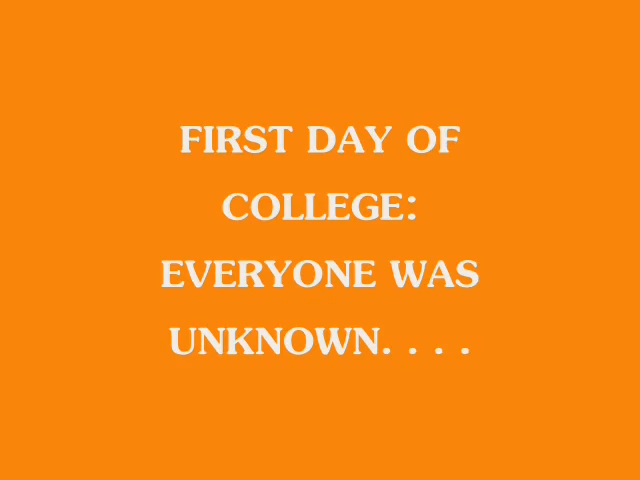 FIRST DAY OF
COLLEGE:
EVERYONE WAS
UNKNOWN. . . .